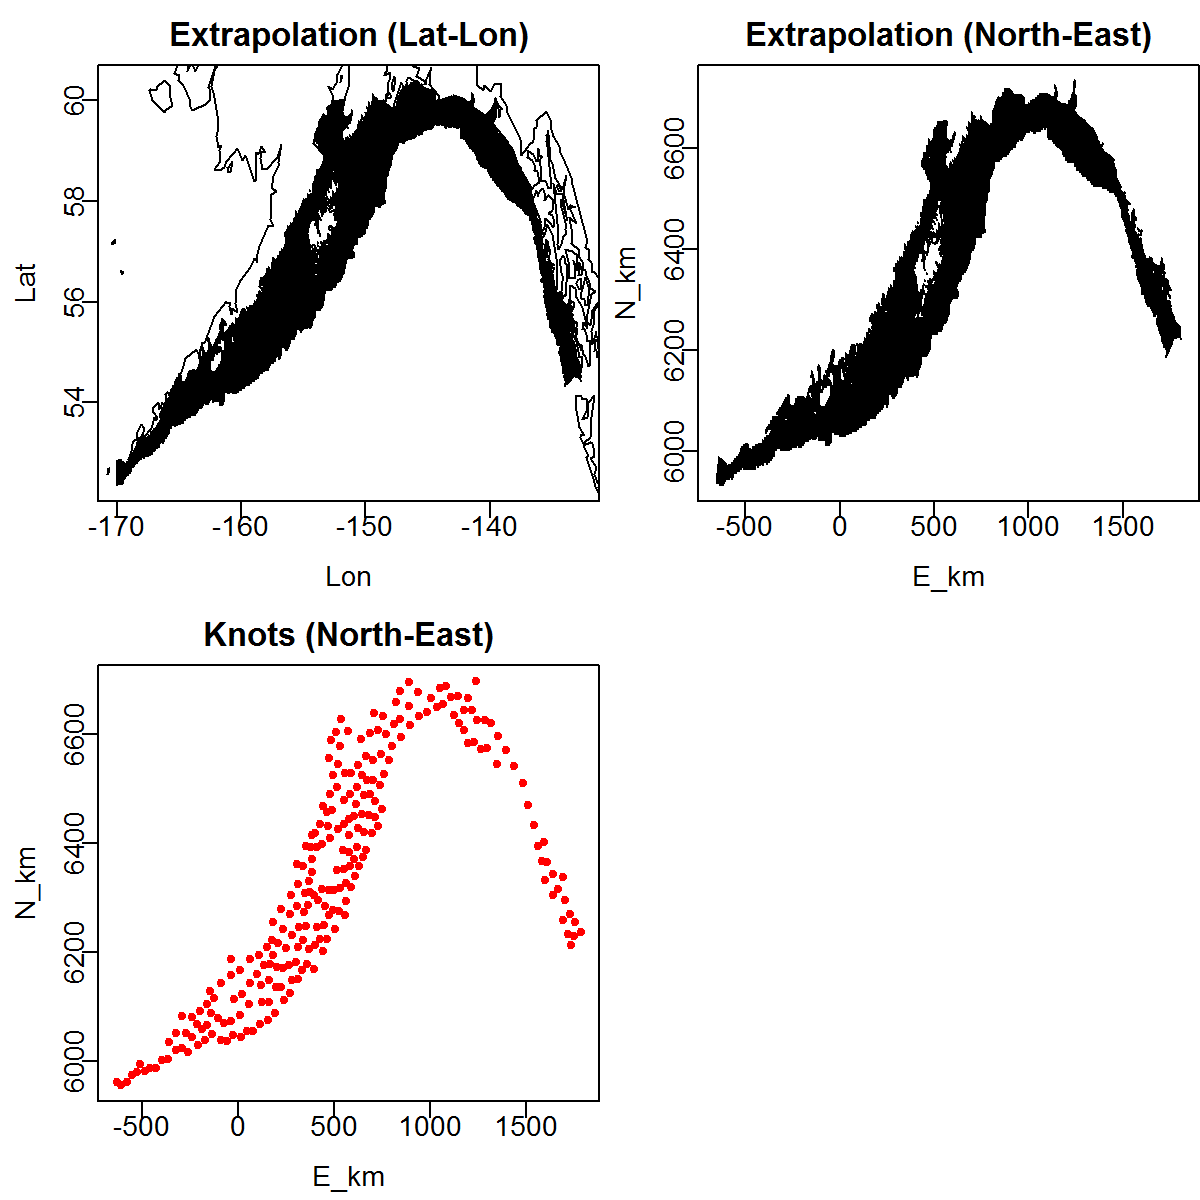 Extrapolation (Lat-Lon)
Lat
60
58
56
54
-170 -160 -150 -140
Lon
Extrapolation (North-East)
N_km
6600
6400
6200
6000
-500 0 500 1000 1500
E_km
Knots (North-East)
N_km
6600
6400
6200
6000
-500 0 500 1000 1500
E_km